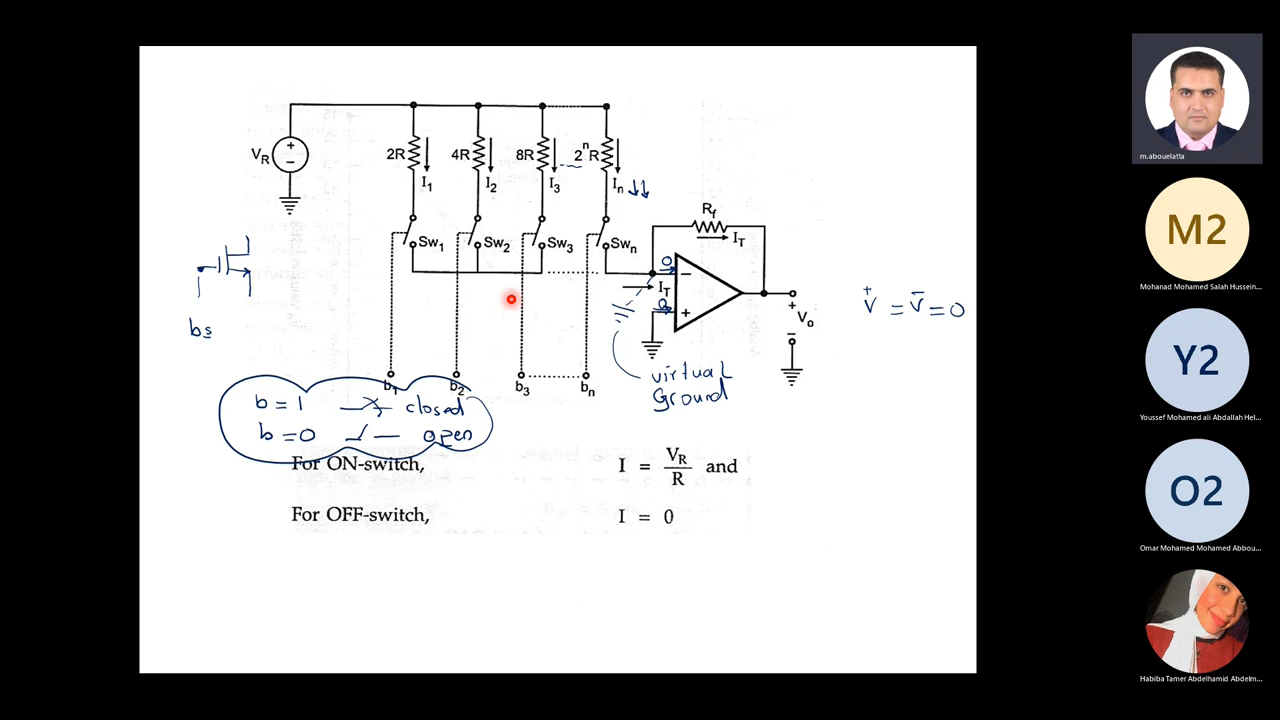 V_R
+
−
2R
4R
8R
2^n R
I_1
I_2
I_3
I_n
Sw_1
Sw_2
Sw_3
Sw_n
R_f
I_T
I_T
0
−
0
+
+
V_o
−
V^+ = V^- = 0
bs
b_1
b_2
b_3
b_n
virtual
Ground
b = 1 closed
b = 0 open
For ON-switch, I = V_R / R and
For OFF-switch, I = 0
m.abouelatta
M2
Mohanad Mohamed Salah Hussein...
Y2
Youssef Mohamed ali Abdallah Hel...
O2
Omar Mohamed Mohamed Abbou...
Habiba Tamer Abdelhamid Abdelm...